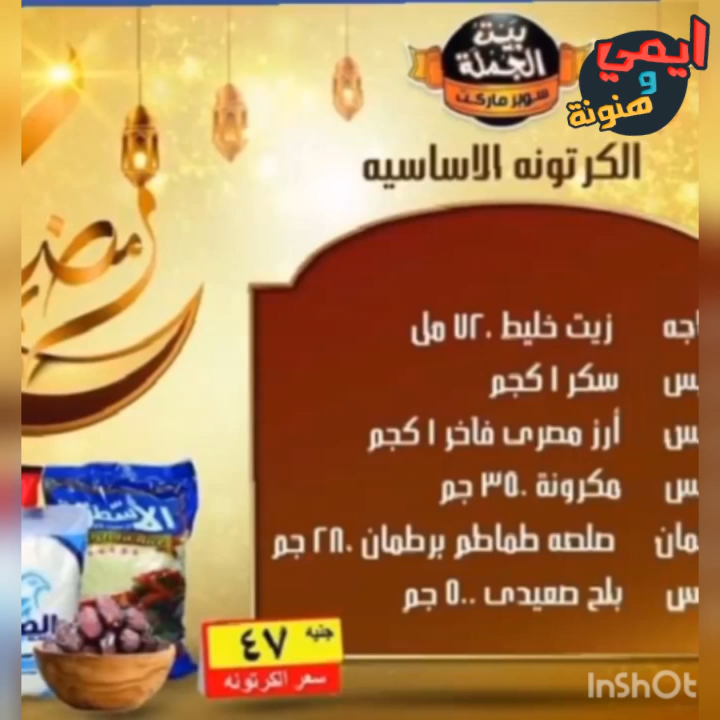 بيت
الجملة
سوبر ماركت
ايمي
و
هنونة
الكرتونه الاساسيه
زيت خليط ٧٢٠ مل
سكر ١ كجم
أرز مصرى فاخر ١ كجم
مكرونة ٣٥٠ جم
صلصه طماطم برطمان ٢٨٠ جم
بلح صعيدى ٥٠٠ جم
جنيه
٤٧
سعر الكرتونه
InShOt